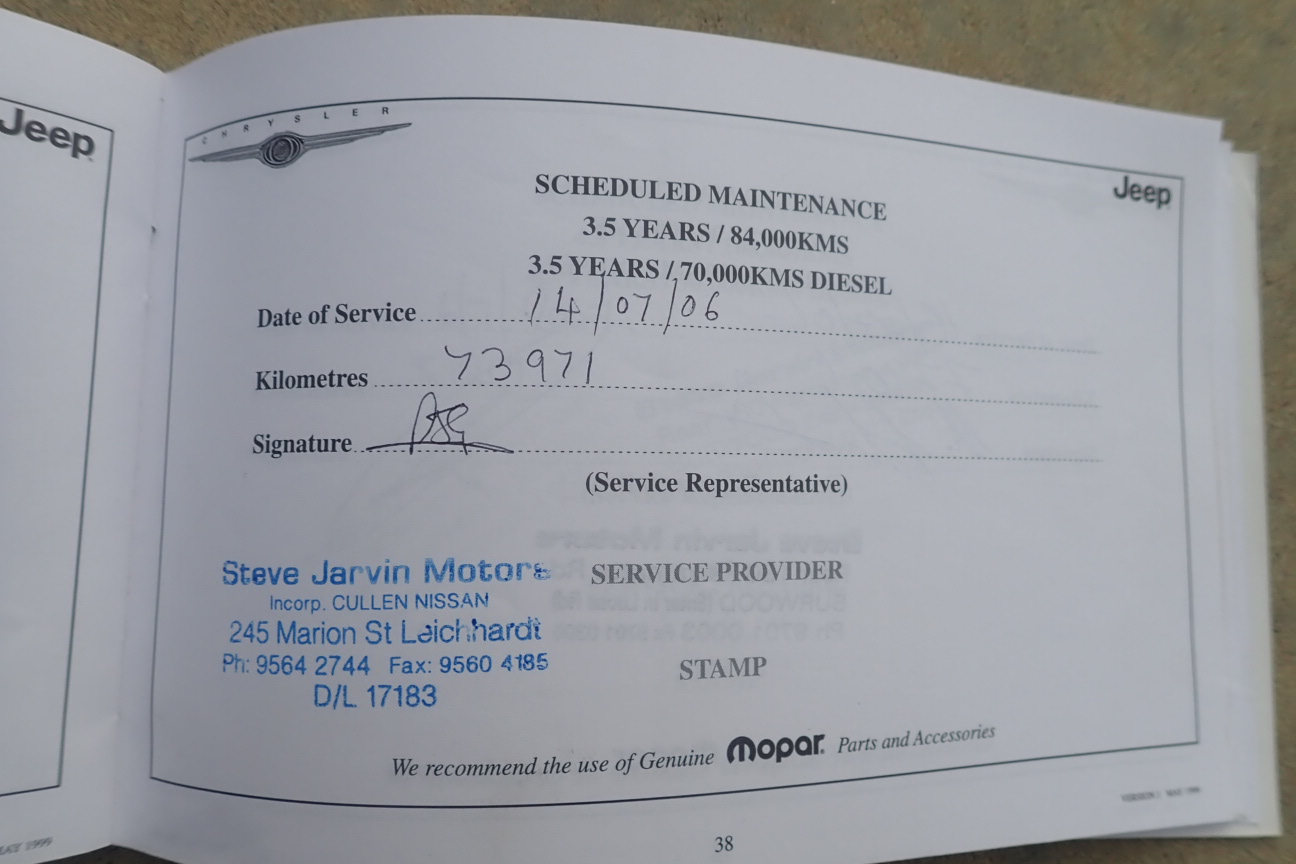 Jeep
CHRYSLER
Jeep
SCHEDULED MAINTENANCE
3.5 YEARS / 84,000KMS
3.5 YEARS / 70,000KMS DIESEL
Date of Service 14/07/06
Kilometres 73971
Signature
(Service Representative)
Steve Jarvin Motors
Incorp. CULLEN NISSAN
245 Marion St Leichhardt
Ph: 9564 2744 Fax: 9560 4185
D/L 17183
SERVICE PROVIDER
STAMP
We recommend the use of Genuine Mopar Parts and Accessories
38